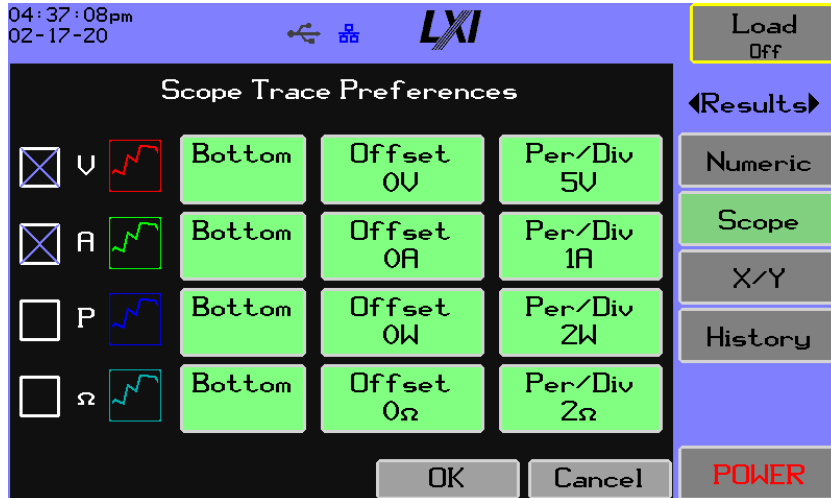 04:37:08pm
02-17-20
LXI
Load
Off
Scope Trace Preferences
◀Results▶
V
Bottom
Offset
0V
Per/Div
5V
Numeric
A
Bottom
Offset
0A
Per/Div
1A
Scope
X/Y
P
Bottom
Offset
0W
Per/Div
2W
History
Ω
Bottom
Offset
0Ω
Per/Div
2Ω
OK
Cancel
POWER